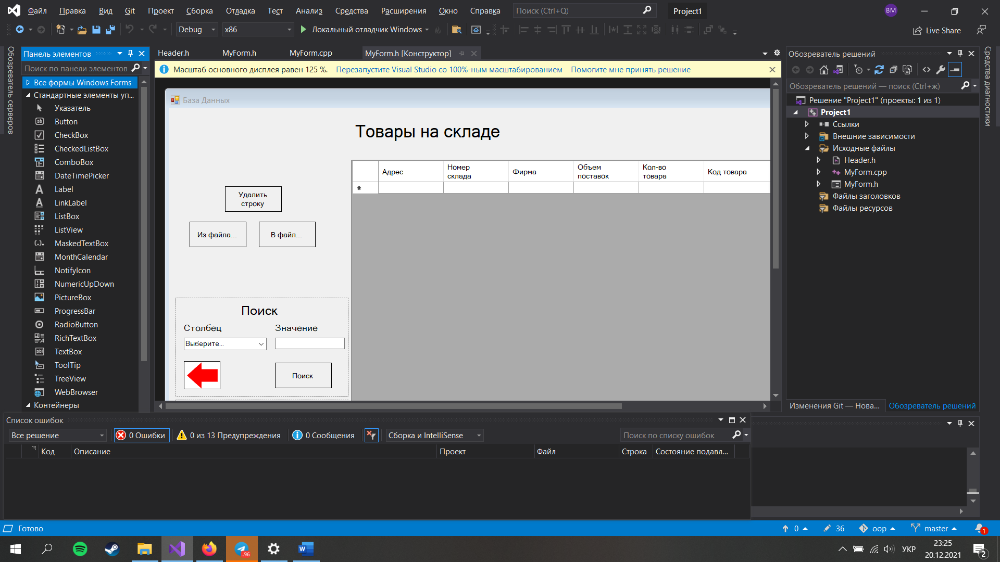 Файл Правка Вид Git Проект Сборка Отладка Тест Анализ Средства Расширения Окно Справка Поиск (Ctrl+Q) Project1 BM
Debug x86 Локальный отладчик Windows Live Share
Обозреватель серверов
Панель элементов
Поиск по панели элементов
Все формы Windows Forms
Стандартные элементы уп...
Указатель
Button
CheckBox
CheckedListBox
ComboBox
DateTimePicker
Label
LinkLabel
ListBox
ListView
MaskedTextBox
MonthCalendar
NotifyIcon
NumericUpDown
PictureBox
ProgressBar
RadioButton
RichTextBox
TextBox
ToolTip
TreeView
WebBrowser
Контейнеры
Header.h MyForm.h MyForm.cpp MyForm.h [Конструктор]
Масштаб основного дисплея равен 125 %. Перезапустите Visual Studio со 100%-ным масштабированием Помогите мне принять решение
База Данных
Товары на складе
Адрес Номер склада Фирма Объем поставок Кол-во товара Код товара
Удалить строку
Из файла... В файл...
Поиск
Столбец Значение
Выберите...
Поиск
Обозреватель решений
Обозреватель решений — поиск (Ctrl+ж)
Решение "Project1" (проекты: 1 из 1)
Project1
Ссылки
Внешние зависимости
Исходные файлы
Header.h
MyForm.cpp
MyForm.h
Файлы заголовков
Файлы ресурсов
Изменения Git — Нова... Обозреватель решений
Средства диагностики
Список ошибок
Все решение 0 Ошибки 0 из 13 Предупреждения 0 Сообщения Сборка и IntelliSense Поиск по списку ошибок
Код Описание Проект Файл Строка Состояние подавл...
Готово 0 36 oop master 1
..96 W УКР 23:25
20.12.2021 2